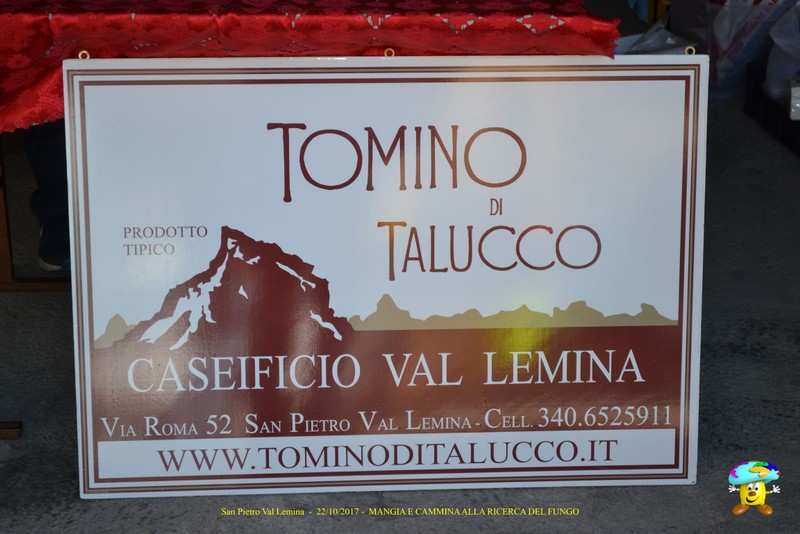 TOMINO
DI
TALUCCO
PRODOTTO
TIPICO
CASEIFICIO VAL LEMINA
VIA ROMA 52 SAN PIETRO VAL LEMINA - CELL. 340.6525911
WWW.TOMINODITALUCCO.IT
San Pietro Val Lemina - 22/10/2017 - MANGIA E CAMMINA ALLA RICERCA DEL FUNGO